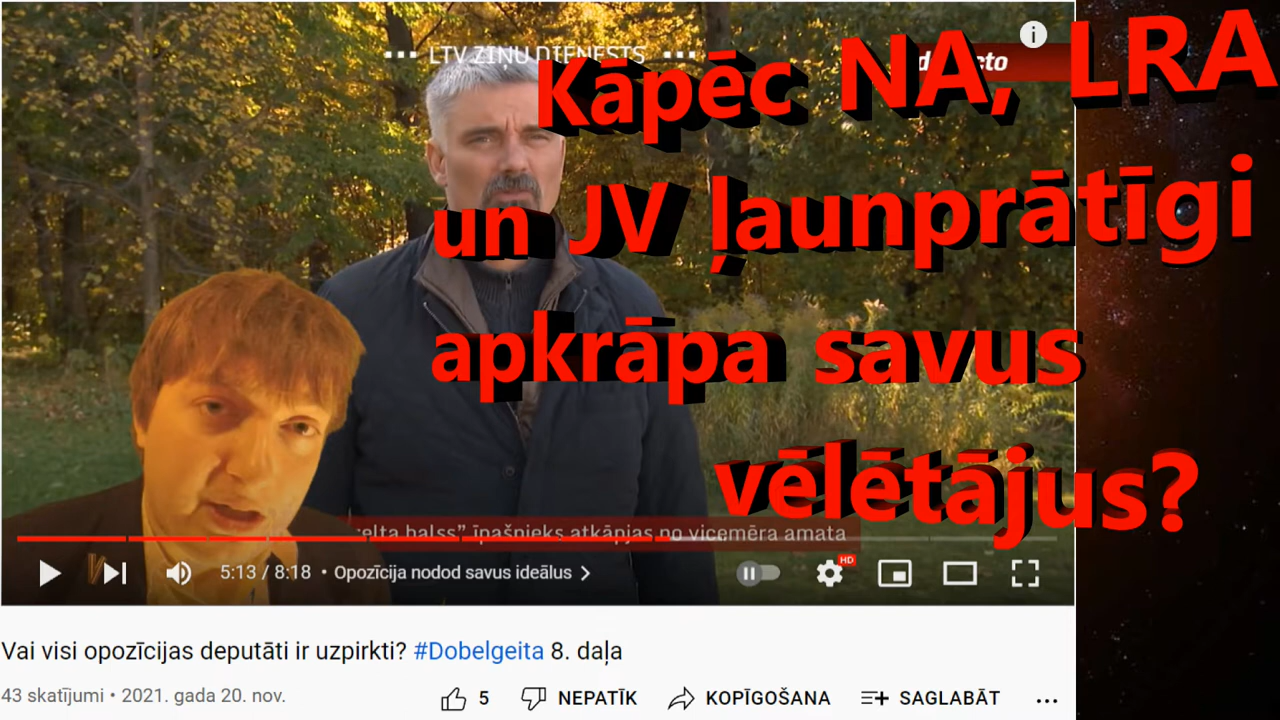 ••• LTV ZIŅU DIENESTS •••
Kāpēc NA, LRA
un JV ļaunprātīgi
apkrāpa savus
vēlētājus?
halss” īpašnieks atkāpjas no vicemēra amata
5:13 / 8:18 • Opozīcija nodod savus ideālus
HD
Vai visi opozīcijas deputāti ir uzpirkti? #Dobelgeita 8. daļa
43 skatījumi • 2021. gada 20. nov.
5 NEPATĪK KOPĪGOŠANA SAGLABĀT ...